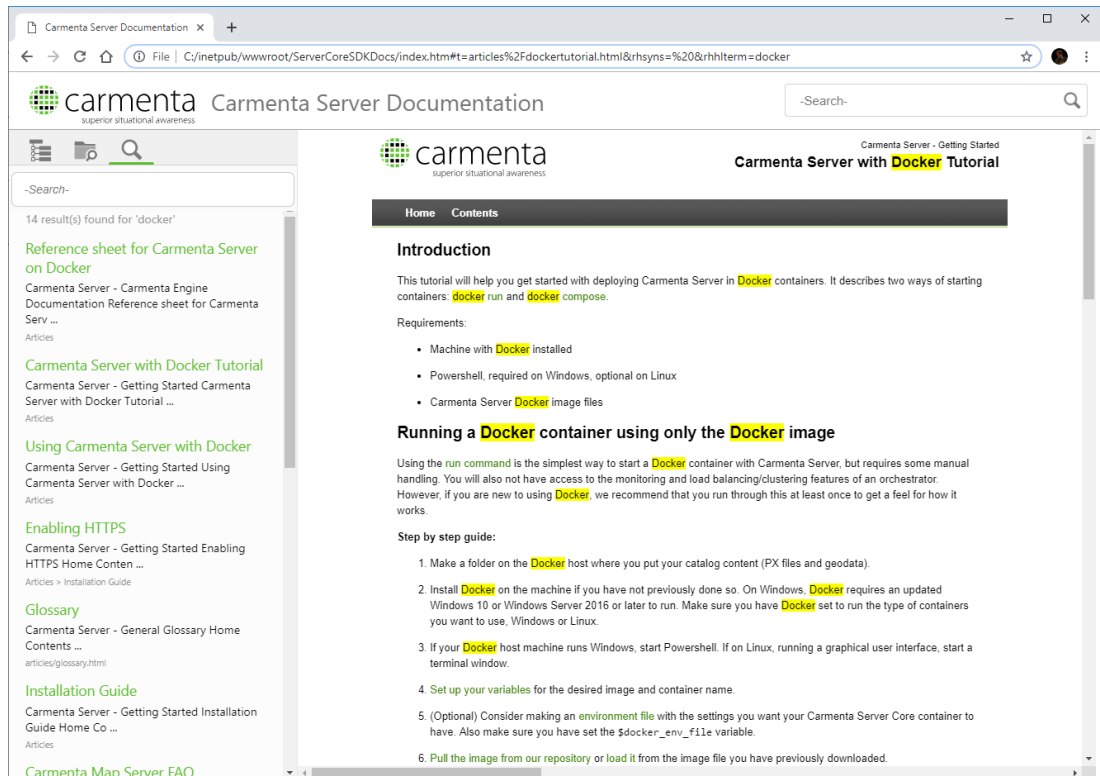 Carmenta Server Documentation
File | C:/inetpub/wwwroot/ServerCoreSDKDocs/index.htm#t=articles%2Fdockertutorial.html&rhsyns=%20&rhhlterm=docker
carmenta
superior situational awareness
Carmenta Server Documentation
-Search-
-Search-
14 result(s) found for 'docker'
Reference sheet for Carmenta Server
on Docker
Carmenta Server - Carmenta Engine
Documentation Reference sheet for Carmenta
Serv ...
Articles
Carmenta Server with Docker Tutorial
Carmenta Server - Getting Started Carmenta
Server with Docker Tutorial ...
Articles
Using Carmenta Server with Docker
Carmenta Server - Getting Started Using
Carmenta Server with Docker ...
Articles
Enabling HTTPS
Carmenta Server - Getting Started Enabling
HTTPS Home Conten ...
Articles > Installation Guide
Glossary
Carmenta Server - General Glossary Home
Contents ...
articles/glossary.html
Installation Guide
Carmenta Server - Getting Started Installation
Guide Home Co ...
Articles
Carmenta Map Server FAQ
carmenta
superior situational awareness
Carmenta Server - Getting Started
Carmenta Server with Docker Tutorial
Home Contents
Introduction
This tutorial will help you get started with deploying Carmenta Server in Docker containers. It describes two ways of starting
containers: docker run and docker compose.
Requirements:
• Machine with Docker installed
• Powershell, required on Windows, optional on Linux
• Carmenta Server Docker image files
Running a Docker container using only the Docker image
Using the run command is the simplest way to start a Docker container with Carmenta Server, but requires some manual
handling. You will also not have access to the monitoring and load balancing/clustering features of an orchestrator.
However, if you are new to using Docker, we recommend that you run through this at least once to get a feel for how it
works.
Step by step guide:
1. Make a folder on the Docker host where you put your catalog content (PX files and geodata).
2. Install Docker on the machine if you have not previously done so. On Windows, Docker requires an updated
Windows 10 or Windows Server 2016 or later to run. Make sure you have Docker set to run the type of containers
you want to use, Windows or Linux.
3. If your Docker host machine runs Windows, start Powershell. If on Linux, running a graphical user interface, start a
terminal window.
4. Set up your variables for the desired image and container name.
5. (Optional) Consider making an environment file with the settings you want your Carmenta Server Core container to
have. Also make sure you have set the $docker_env_file variable.
6. Pull the image from our repository or load it from the image file you have previously downloaded.